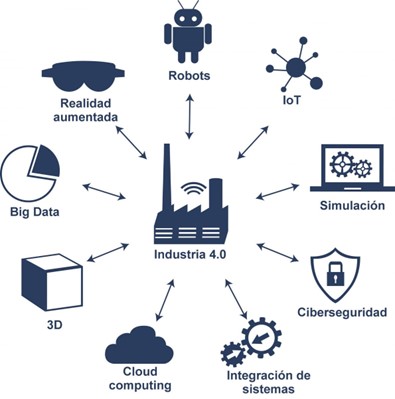 Robots
Realidad
aumentada
IoT
Big Data
Simulación
Industria 4.0
3D
Ciberseguridad
Cloud
computing
Integración de
sistemas